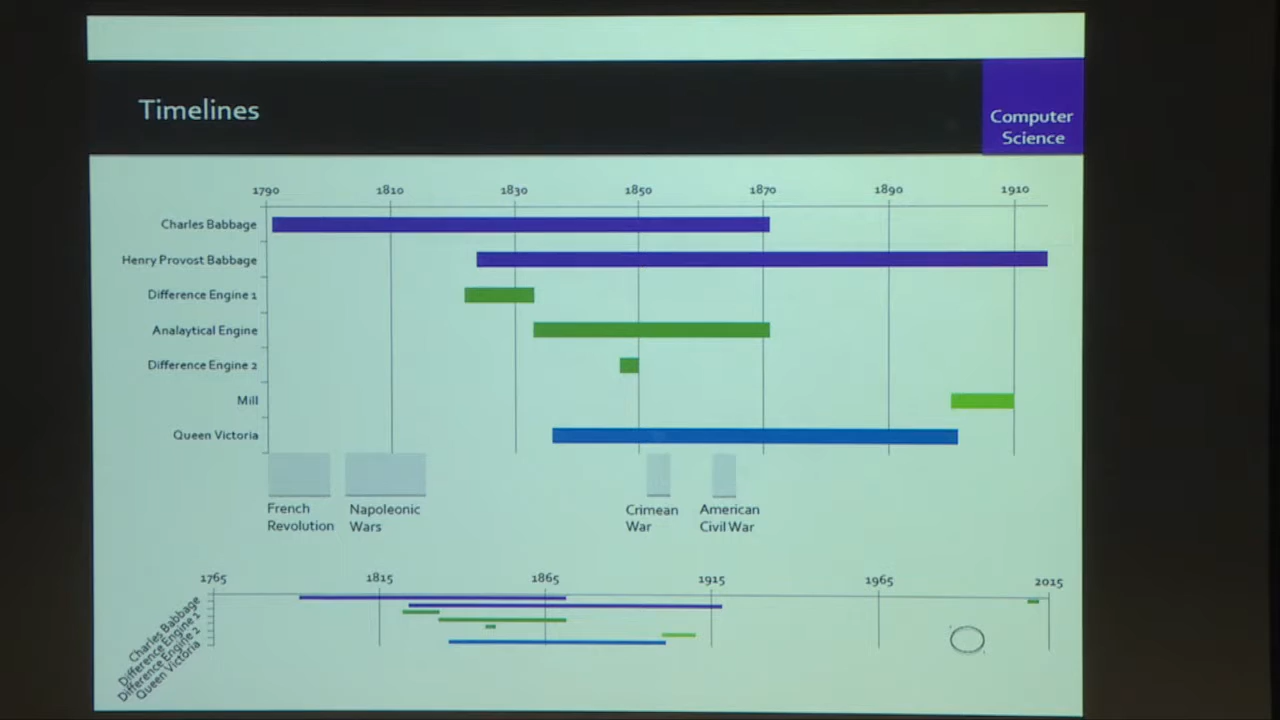 Timelines
Computer
Science
1790 1810 1830 1850 1870 1890 1910
Charles Babbage
Henry Provost Babbage
Difference Engine 1
Analaytical Engine
Difference Engine 2
Mill
Queen Victoria
French
Revolution
Napoleonic
Wars
Crimean
War
American
Civil War
1765 1815 1865 1915 1965 2015
Charles Babbage
Difference Engine 1
Difference Engine 2
Queen Victoria